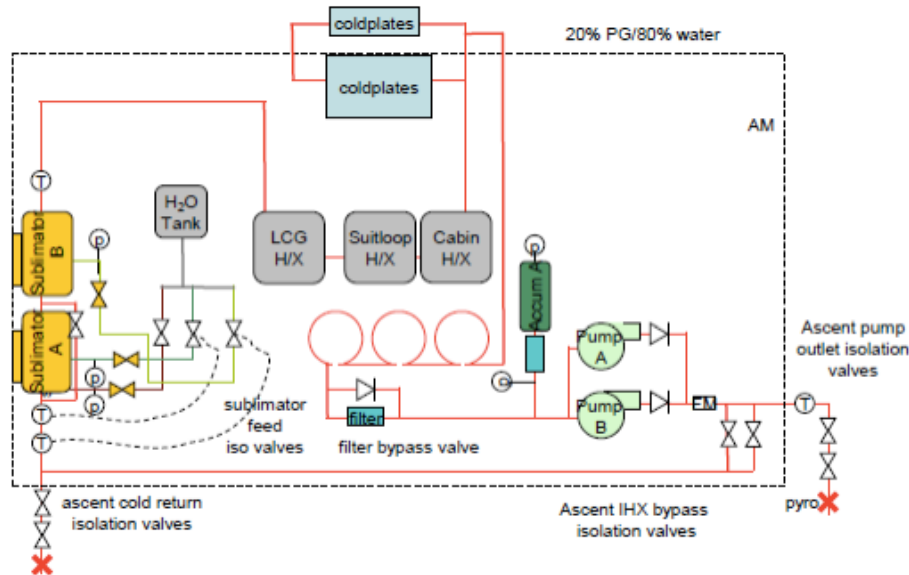 coldplates
20% PG/80% water
coldplates
AM
T
H₂O
Tank
p
Sublimator
B
LCG
H/X
Suitloop
H/X
Cabin
H/X
p
Accum A
Sublimator
A
p
p
Pump
A
Ascent pump
outlet isolation
valves
p
T
T
sublimator
feed
iso valves
filter
filter bypass valve
Pump
B
FM
T
ascent cold return
isolation valves
Ascent IHX bypass
isolation valves
pyro